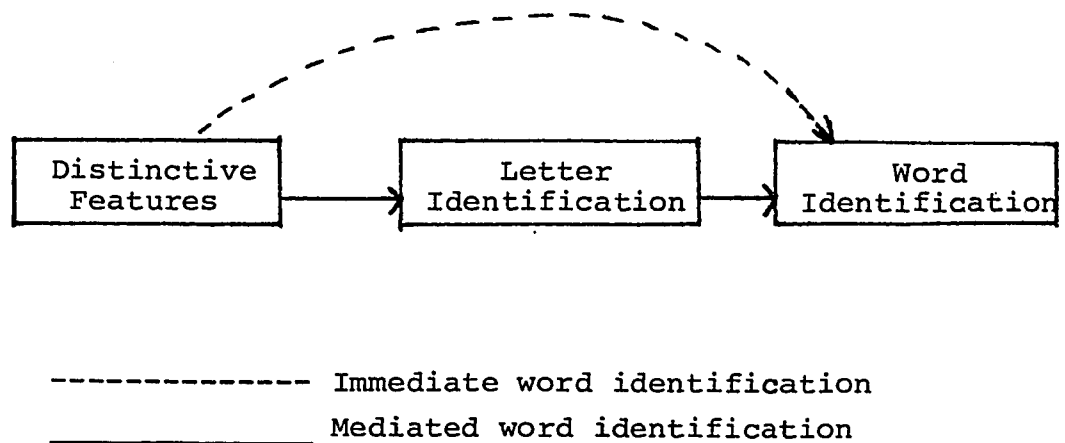 Distinctive
Features
Letter
Identification
Word
Identification
Immediate word identification
Mediated word identification